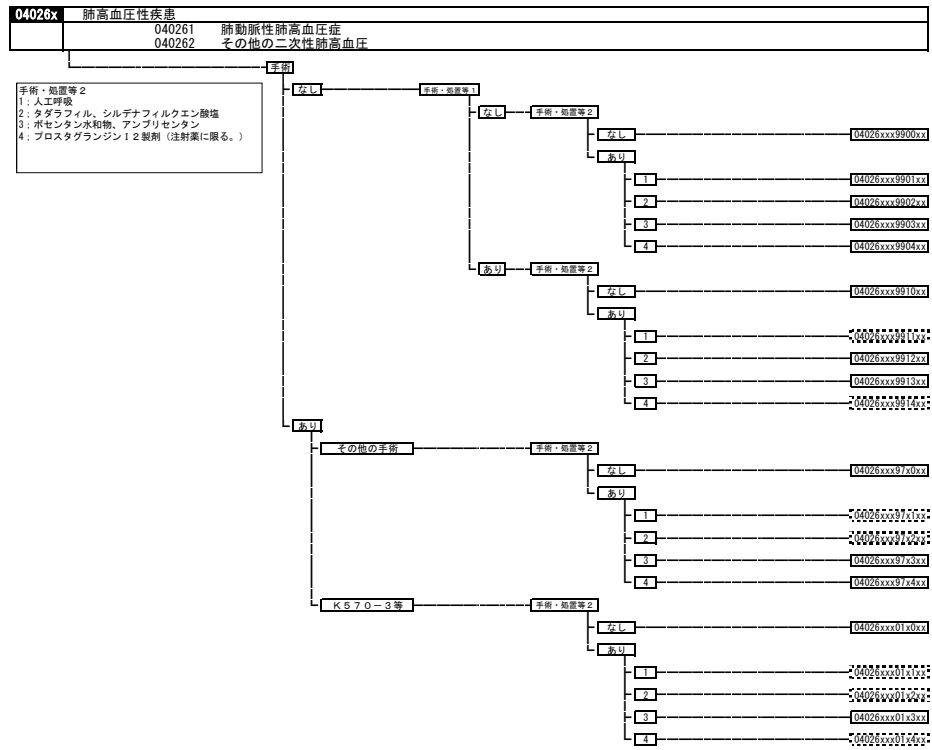 04026x 肺高血圧性疾患
040261 肺動脈性肺高血圧症
040262 その他の二次性肺高血圧
手術
手術・処置等2
1;人工呼吸
2;タダラフィル、シルデナフィルクエン酸塩
3;ボセンタン水和物、アンブリセンタン
4;プロスタグランジンI2製剤（注射薬に限る。）
なし 手術・処置等1
なし 手術・処置等2
なし 04026xxx9900xx
あり
1 04026xxx9901xx
2 04026xxx9902xx
3 04026xxx9903xx
4 04026xxx9904xx
あり 手術・処置等2
なし 04026xxx9910xx
あり
1 04026xxx9911xx
2 04026xxx9912xx
3 04026xxx9913xx
4 04026xxx9914xx
あり
その他の手術 手術・処置等2
なし 04026xxx97x0xx
あり
1 04026xxx97x1xx
2 04026xxx97x2xx
3 04026xxx97x3xx
4 04026xxx97x4xx
K570-3等 手術・処置等2
なし 04026xxx01x0xx
あり
1 04026xxx01x1xx
2 04026xxx01x2xx
3 04026xxx01x3xx
4 04026xxx01x4xx